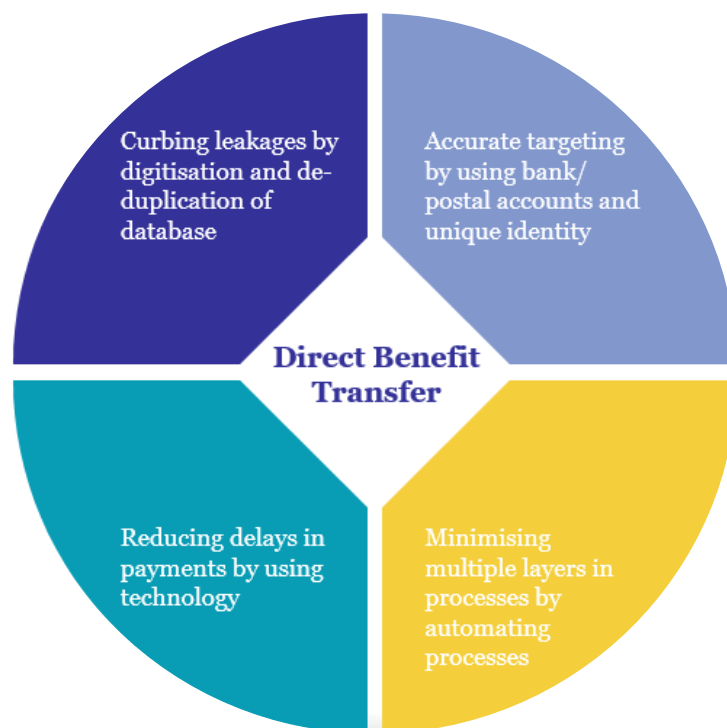 Curbing leakages by
digitisation and de-
duplication of
database
Accurate targeting
by using bank/
postal accounts and
unique identity
Direct Benefit
Transfer
Reducing delays in
payments by using
technology
Minimising
multiple layers in
processes by
automating
processes